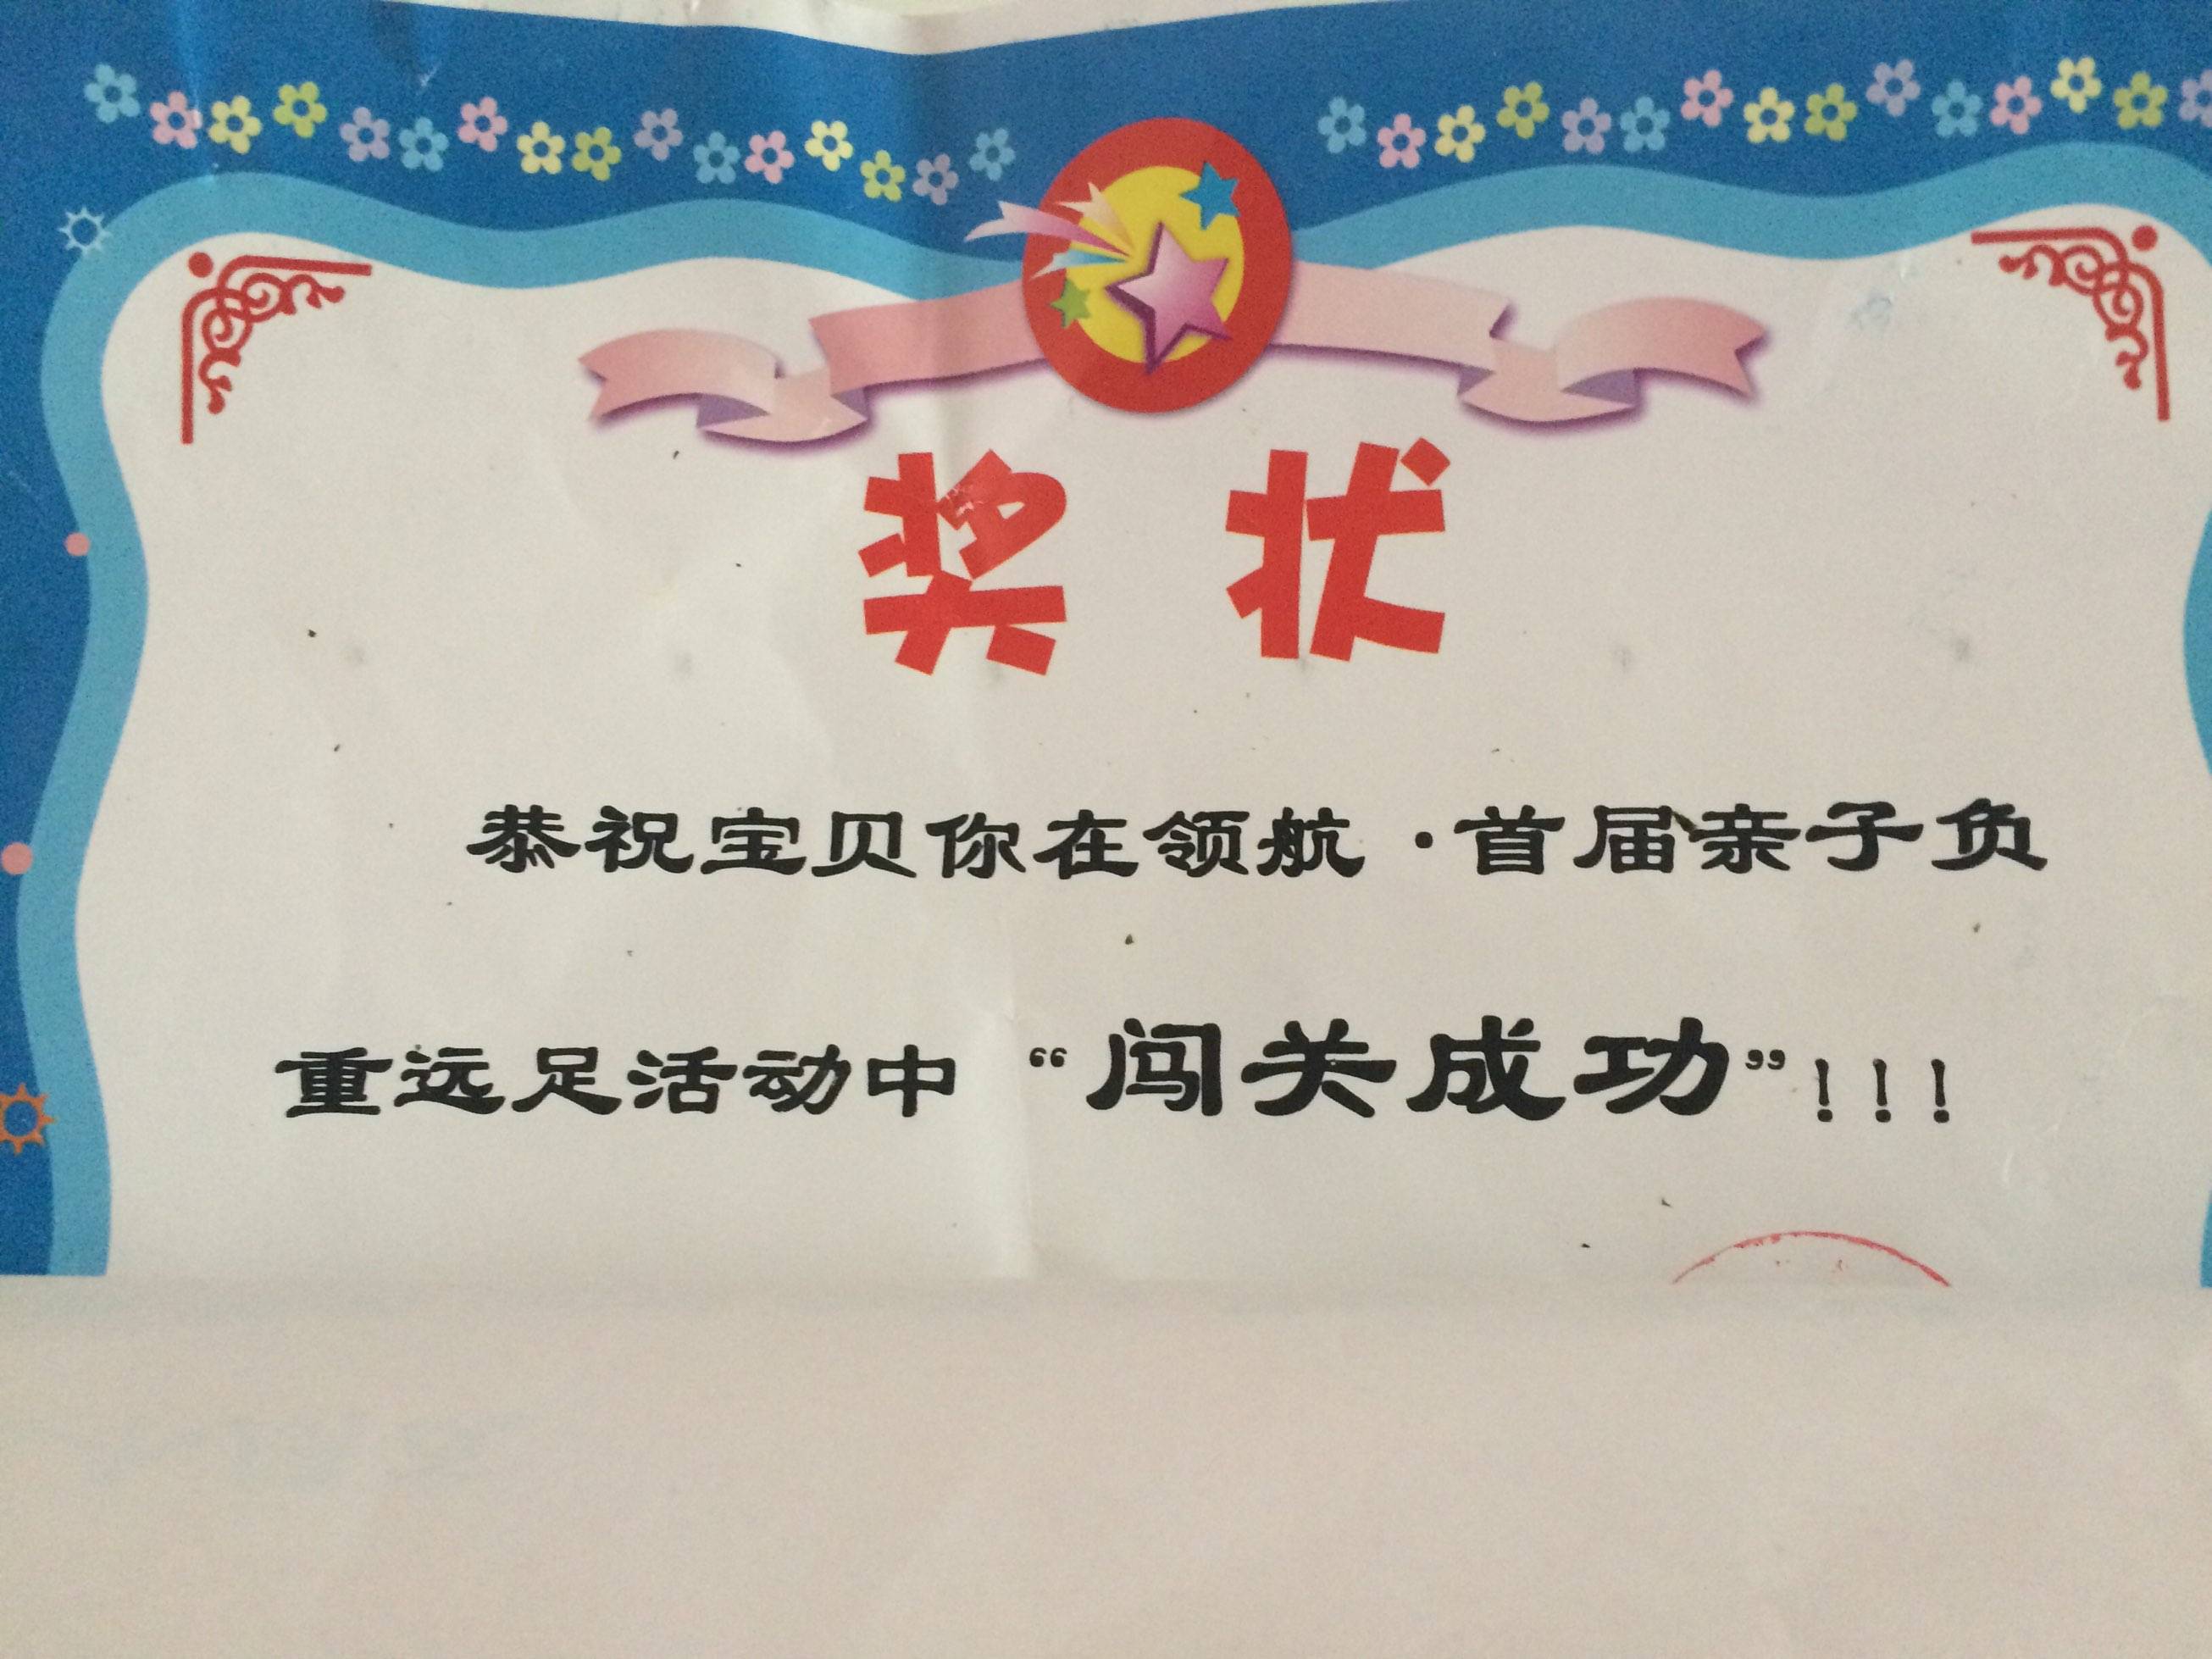 奖 状
恭祝宝贝你在领航·首届亲子负
重远足活动中“闯关成功”！！！